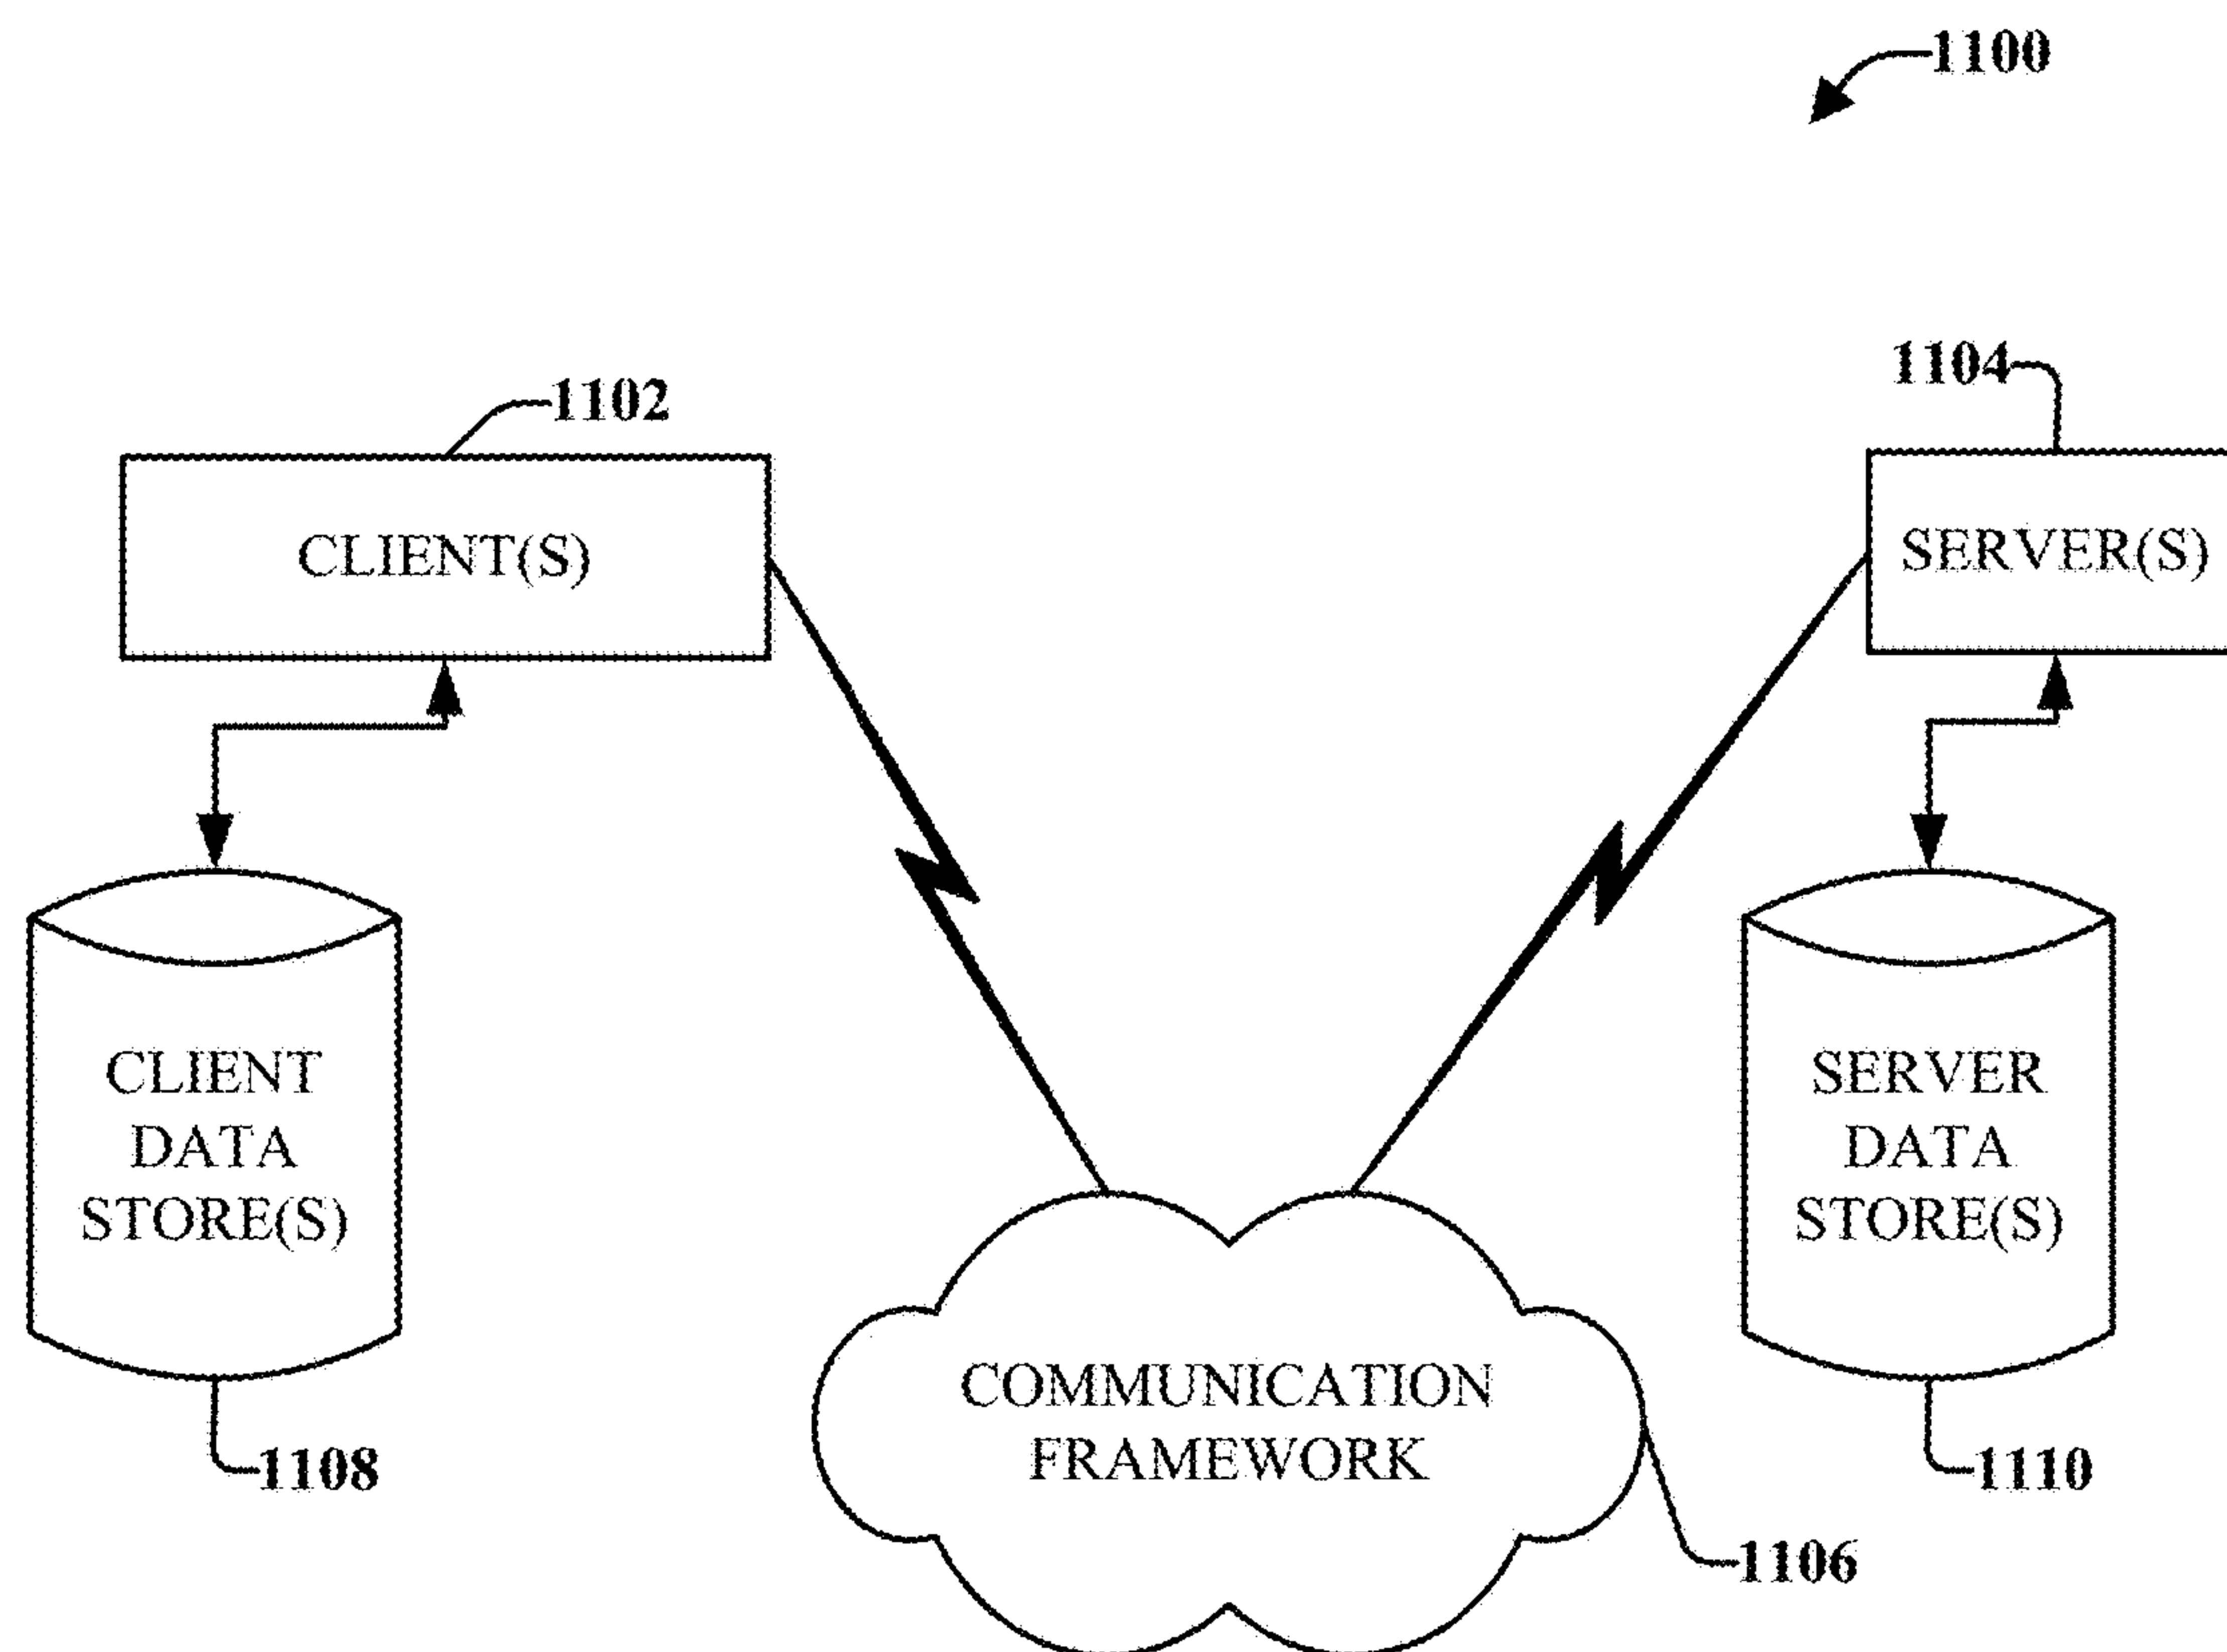 1100
1104
1102
CLIENT(S)
SERVER(S)
CLIENT
DATA
STORE(S)
SERVER
DATA
STORE(S)
COMMUNICATION
FRAMEWORK
1108
1110
1106